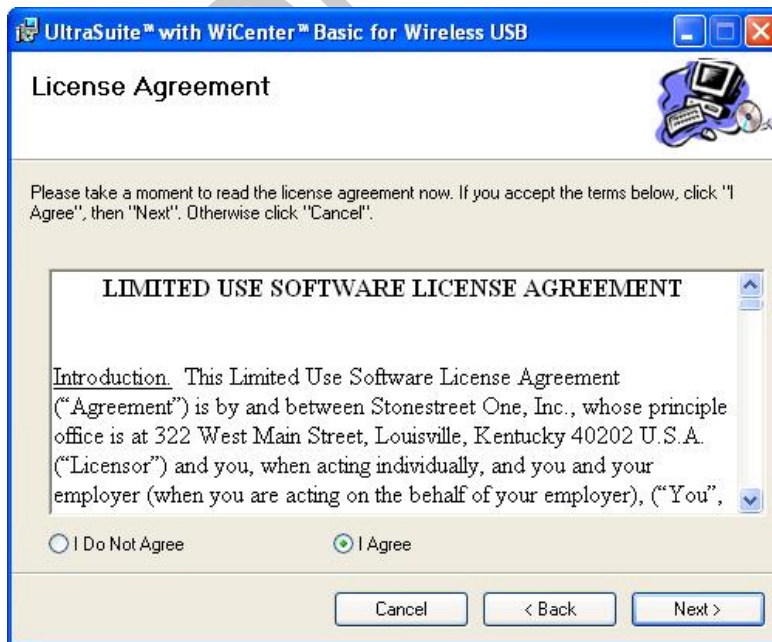 UltraSuite™ with WiCenter™ Basic for Wireless USB
License Agreement
Please take a moment to read the license agreement now. If you accept the terms below, click "I
Agree", then "Next". Otherwise click "Cancel".
LIMITED USE SOFTWARE LICENSE AGREEMENT
Introduction. This Limited Use Software License Agreement
(“Agreement”) is by and between Stonestreet One, Inc., whose principle
office is at 322 West Main Street, Louisville, Kentucky 40202 U.S.A.
(“Licensor”) and you, when acting individually, and you and your
employer (when you are acting on the behalf of your employer), (“You”,
I Do Not Agree
I Agree
Cancel
< Back
Next >